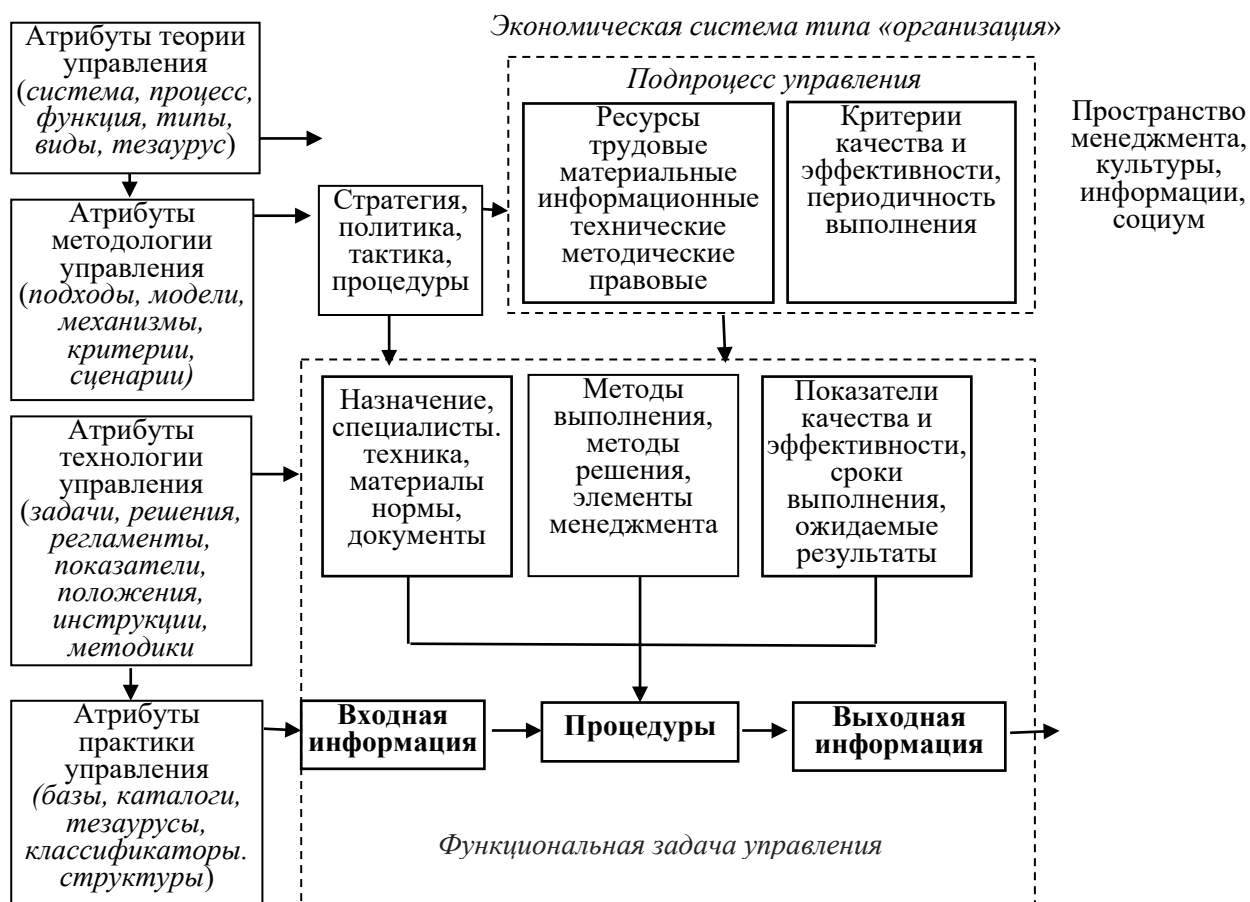 Экономическая система типа «организация»
Атрибуты теории
управления
(система, процесс,
функция, типы,
виды, тезаурус)
Атрибуты
методологии
управления
(подходы, модели,
механизмы,
критерии,
сценарии)
Атрибуты
технологии
управления
(задачи, решения,
регламенты,
показатели,
положения,
инструкции,
методики
Атрибуты
практики
управления
(базы, каталоги,
тезаурусы,
классификаторы.
структуры)
Стратегия,
политика,
тактика,
процедуры
Подпроцесс управления
Ресурсы
трудовые
материальные
информационные
технические
методические
правовые
Критерии
качества и
эффективности,
периодичность
выполнения
Пространство
менеджмента,
культуры,
информации,
социум
Назначение,
специалисты.
техника,
материалы
нормы,
документы
Методы
выполнения,
методы
решения,
элементы
менеджмента
Показатели
качества и
эффективности,
сроки
выполнения,
ожидаемые
результаты
Входная
информация
Процедуры
Выходная
информация
Функциональная задача управления